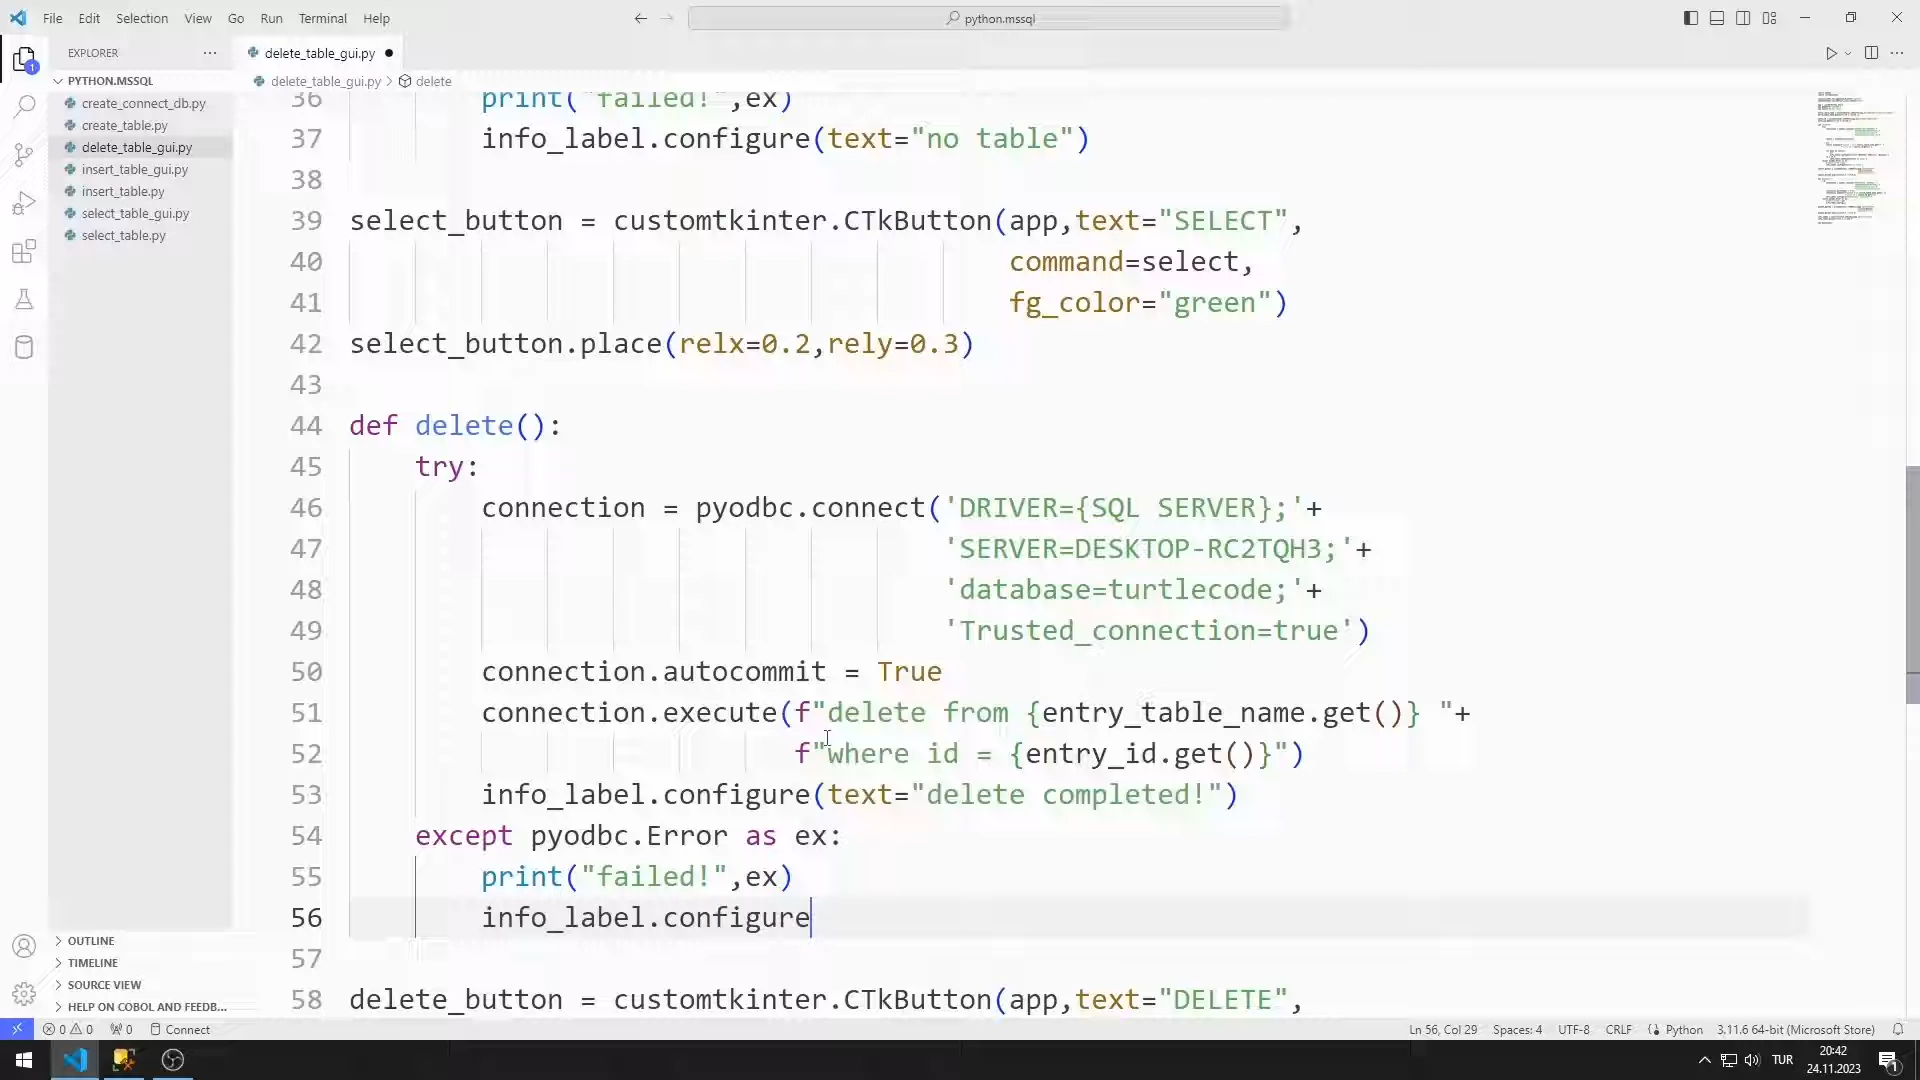 File Edit Selection View Go Run Terminal Help
python.mssql
EXPLORER
delete_table_gui.py
PYTHON.MSSQL
delete_table_gui.py > delete
create_connect_db.py
create_table.py
delete_table_gui.py
insert_table_gui.py
insert_table.py
select_table_gui.py
select_table.py
36 print("failed!",ex)
37 info_label.configure(text="no table")
38
39 select_button = customtkinter.CTkButton(app,text="SELECT",
40 command=select,
41 fg_color="green")
42 select_button.place(relx=0.2,rely=0.3)
43
44 def delete():
45 try:
46 connection = pyodbc.connect('DRIVER={SQL SERVER};'+
47 'SERVER=DESKTOP-RC2TQH3;'+
48 'database=turtlecode;'+
49 'Trusted_connection=true')
50 connection.autocommit = True
51 connection.execute(f"delete from {entry_table_name.get()} "+
52 f"where id = {entry_id.get()}")
53 info_label.configure(text="delete completed!")
54 except pyodbc.Error as ex:
55 print("failed!",ex)
56 info_label.configure
57
58 delete_button = customtkinter.CTkButton(app,text="DELETE",
OUTLINE
TIMELINE
SOURCE VIEW
HELP ON COBOL AND FEEDB...
0 0 0 Connect
Ln 56, Col 29 Spaces: 4 UTF-8 CRLF Python 3.11.6 64-bit (Microsoft Store)
TUR
20:42
24.11.2023
1
1